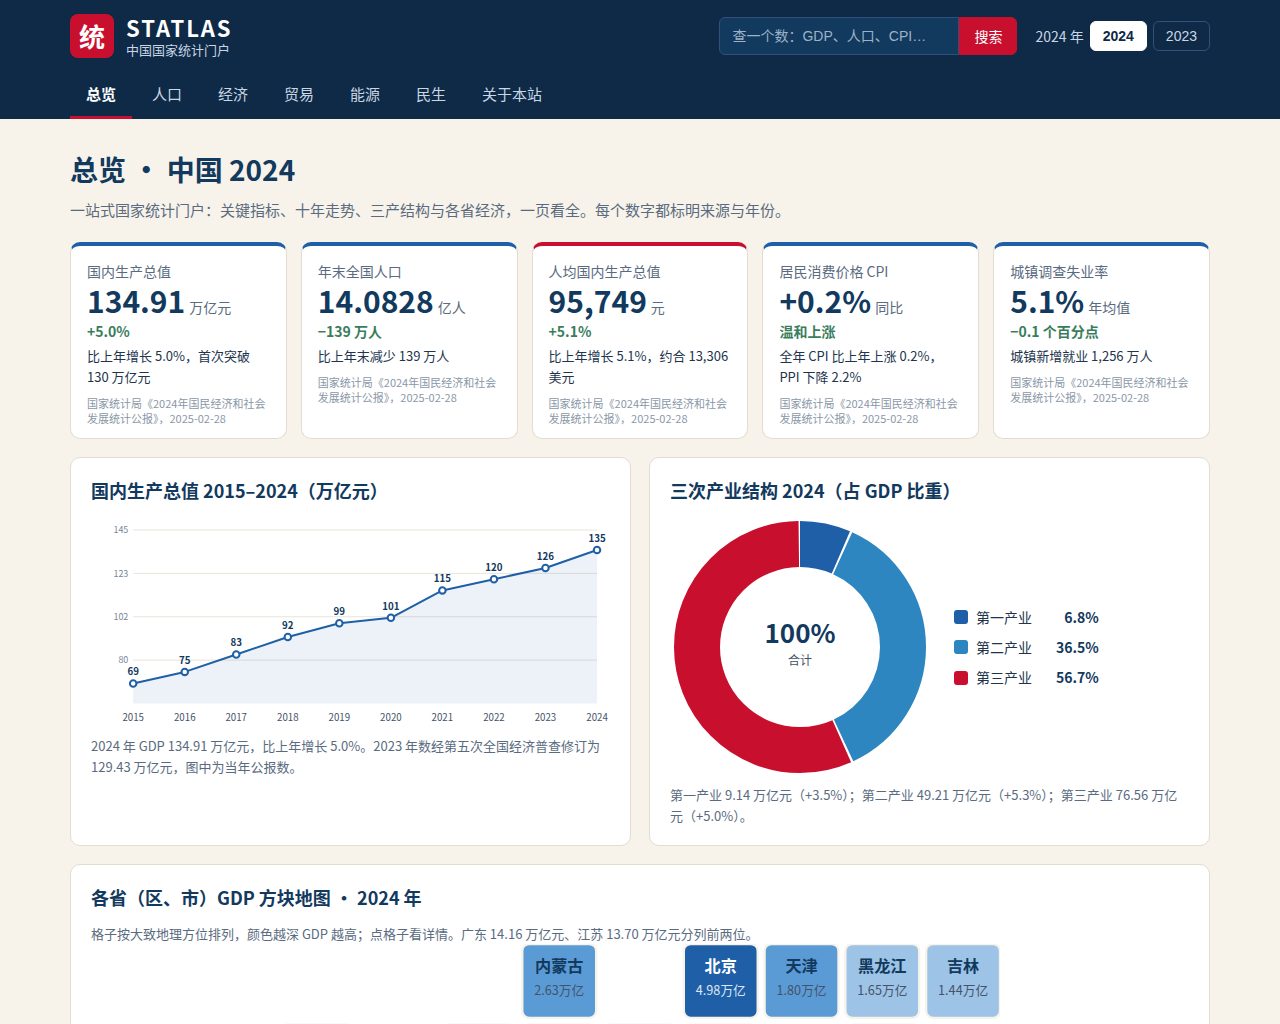 统 STATLAS
中国国家统计门户
查一个数：GDP、人口、CPI… 搜索 2024 年 2024 2023
总览 人口 经济 贸易 能源 民生 关于本站
总览 · 中国 2024
一站式国家统计门户：关键指标、十年走势、三产结构与各省经济，一页看全。每个数字都标明来源与年份。
国内生产总值
134.91 万亿元
+5.0%
比上年增长 5.0%，首次突破
130 万亿元
国家统计局《2024年国民经济和社会
发展统计公报》，2025-02-28
年末全国人口
14.0828 亿人
−139 万人
比上年末减少 139 万人
国家统计局《2024年国民经济和社会
发展统计公报》，2025-02-28
人均国内生产总值
95,749 元
+5.1%
比上年增长 5.1%，约合 13,306
美元
国家统计局《2024年国民经济和社会
发展统计公报》，2025-02-28
居民消费价格 CPI
+0.2% 同比
温和上涨
全年 CPI 比上年上涨 0.2%，
PPI 下降 2.2%
国家统计局《2024年国民经济和社会
发展统计公报》，2025-02-28
城镇调查失业率
5.1% 年均值
−0.1 个百分点
城镇新增就业 1,256 万人
国家统计局《2024年国民经济和社会
发展统计公报》，2025-02-28
国内生产总值 2015–2024（万亿元）
145
123
102
80
69 75 83 92 99 101 115 120 126 135
2015 2016 2017 2018 2019 2020 2021 2022 2023 2024
2024 年 GDP 134.91 万亿元，比上年增长 5.0%。2023 年数经第五次全国经济普查修订为
129.43 万亿元，图中为当年公报数。
三次产业结构 2024（占 GDP 比重）
100%
合计
第一产业 6.8%
第二产业 36.5%
第三产业 56.7%
第一产业 9.14 万亿元（+3.5%）；第二产业 49.21 万亿元（+5.3%）；第三产业 76.56 万亿
元（+5.0%）。
各省（区、市）GDP 方块地图 · 2024 年
格子按大致地理方位排列，颜色越深 GDP 越高；点格子看详情。广东 14.16 万亿元、江苏 13.70 万亿元分列前两位。
内蒙古 北京 天津 黑龙江 吉林
2.63万亿 4.98万亿 1.80万亿 1.65万亿 1.44万亿